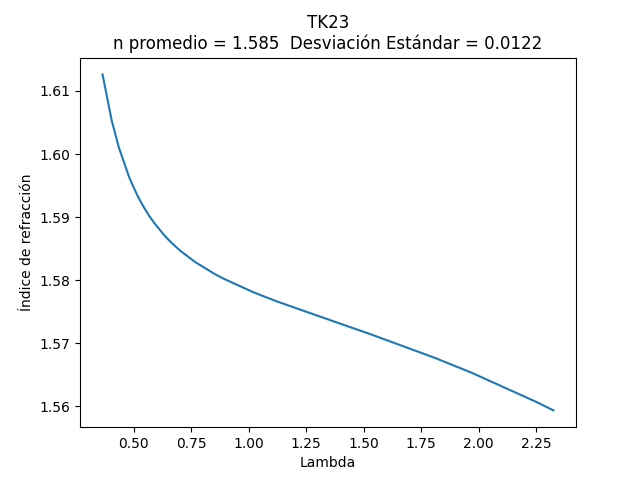 TK23
n promedio = 1.585  Desviación Estándar = 0.0122
Índice de refracción
1.61
1.60
1.59
1.58
1.57
1.56
0.50 0.75 1.00 1.25 1.50 1.75 2.00 2.25
Lambda